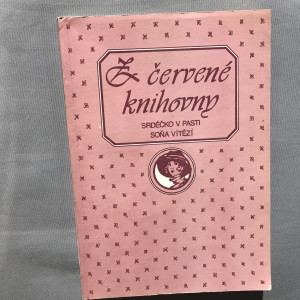 Z červené
knihovny
SRDÉČKO V PASTI
SOŇA VÍTĚZÍ